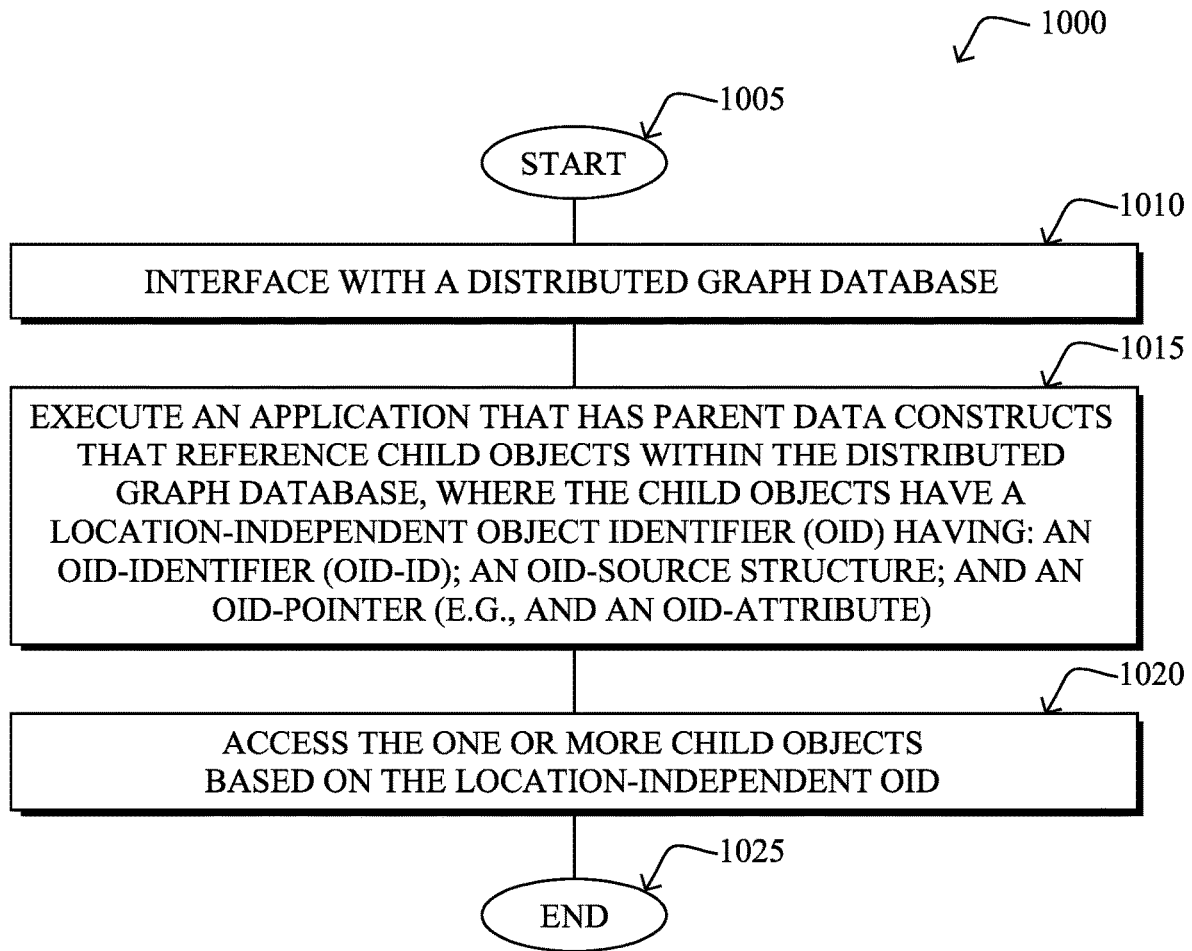 1000
1005
START
1010
INTERFACE WITH A DISTRIBUTED GRAPH DATABASE
1015
EXECUTE AN APPLICATION THAT HAS PARENT DATA CONSTRUCTS
THAT REFERENCE CHILD OBJECTS WITHIN THE DISTRIBUTED
GRAPH DATABASE, WHERE THE CHILD OBJECTS HAVE A
LOCATION-INDEPENDENT OBJECT IDENTIFIER (OID) HAVING: AN
OID-IDENTIFIER (OID-ID); AN OID-SOURCE STRUCTURE; AND AN
OID-POINTER (E.G., AND AN OID-ATTRIBUTE)
1020
ACCESS THE ONE OR MORE CHILD OBJECTS
BASED ON THE LOCATION-INDEPENDENT OID
1025
END